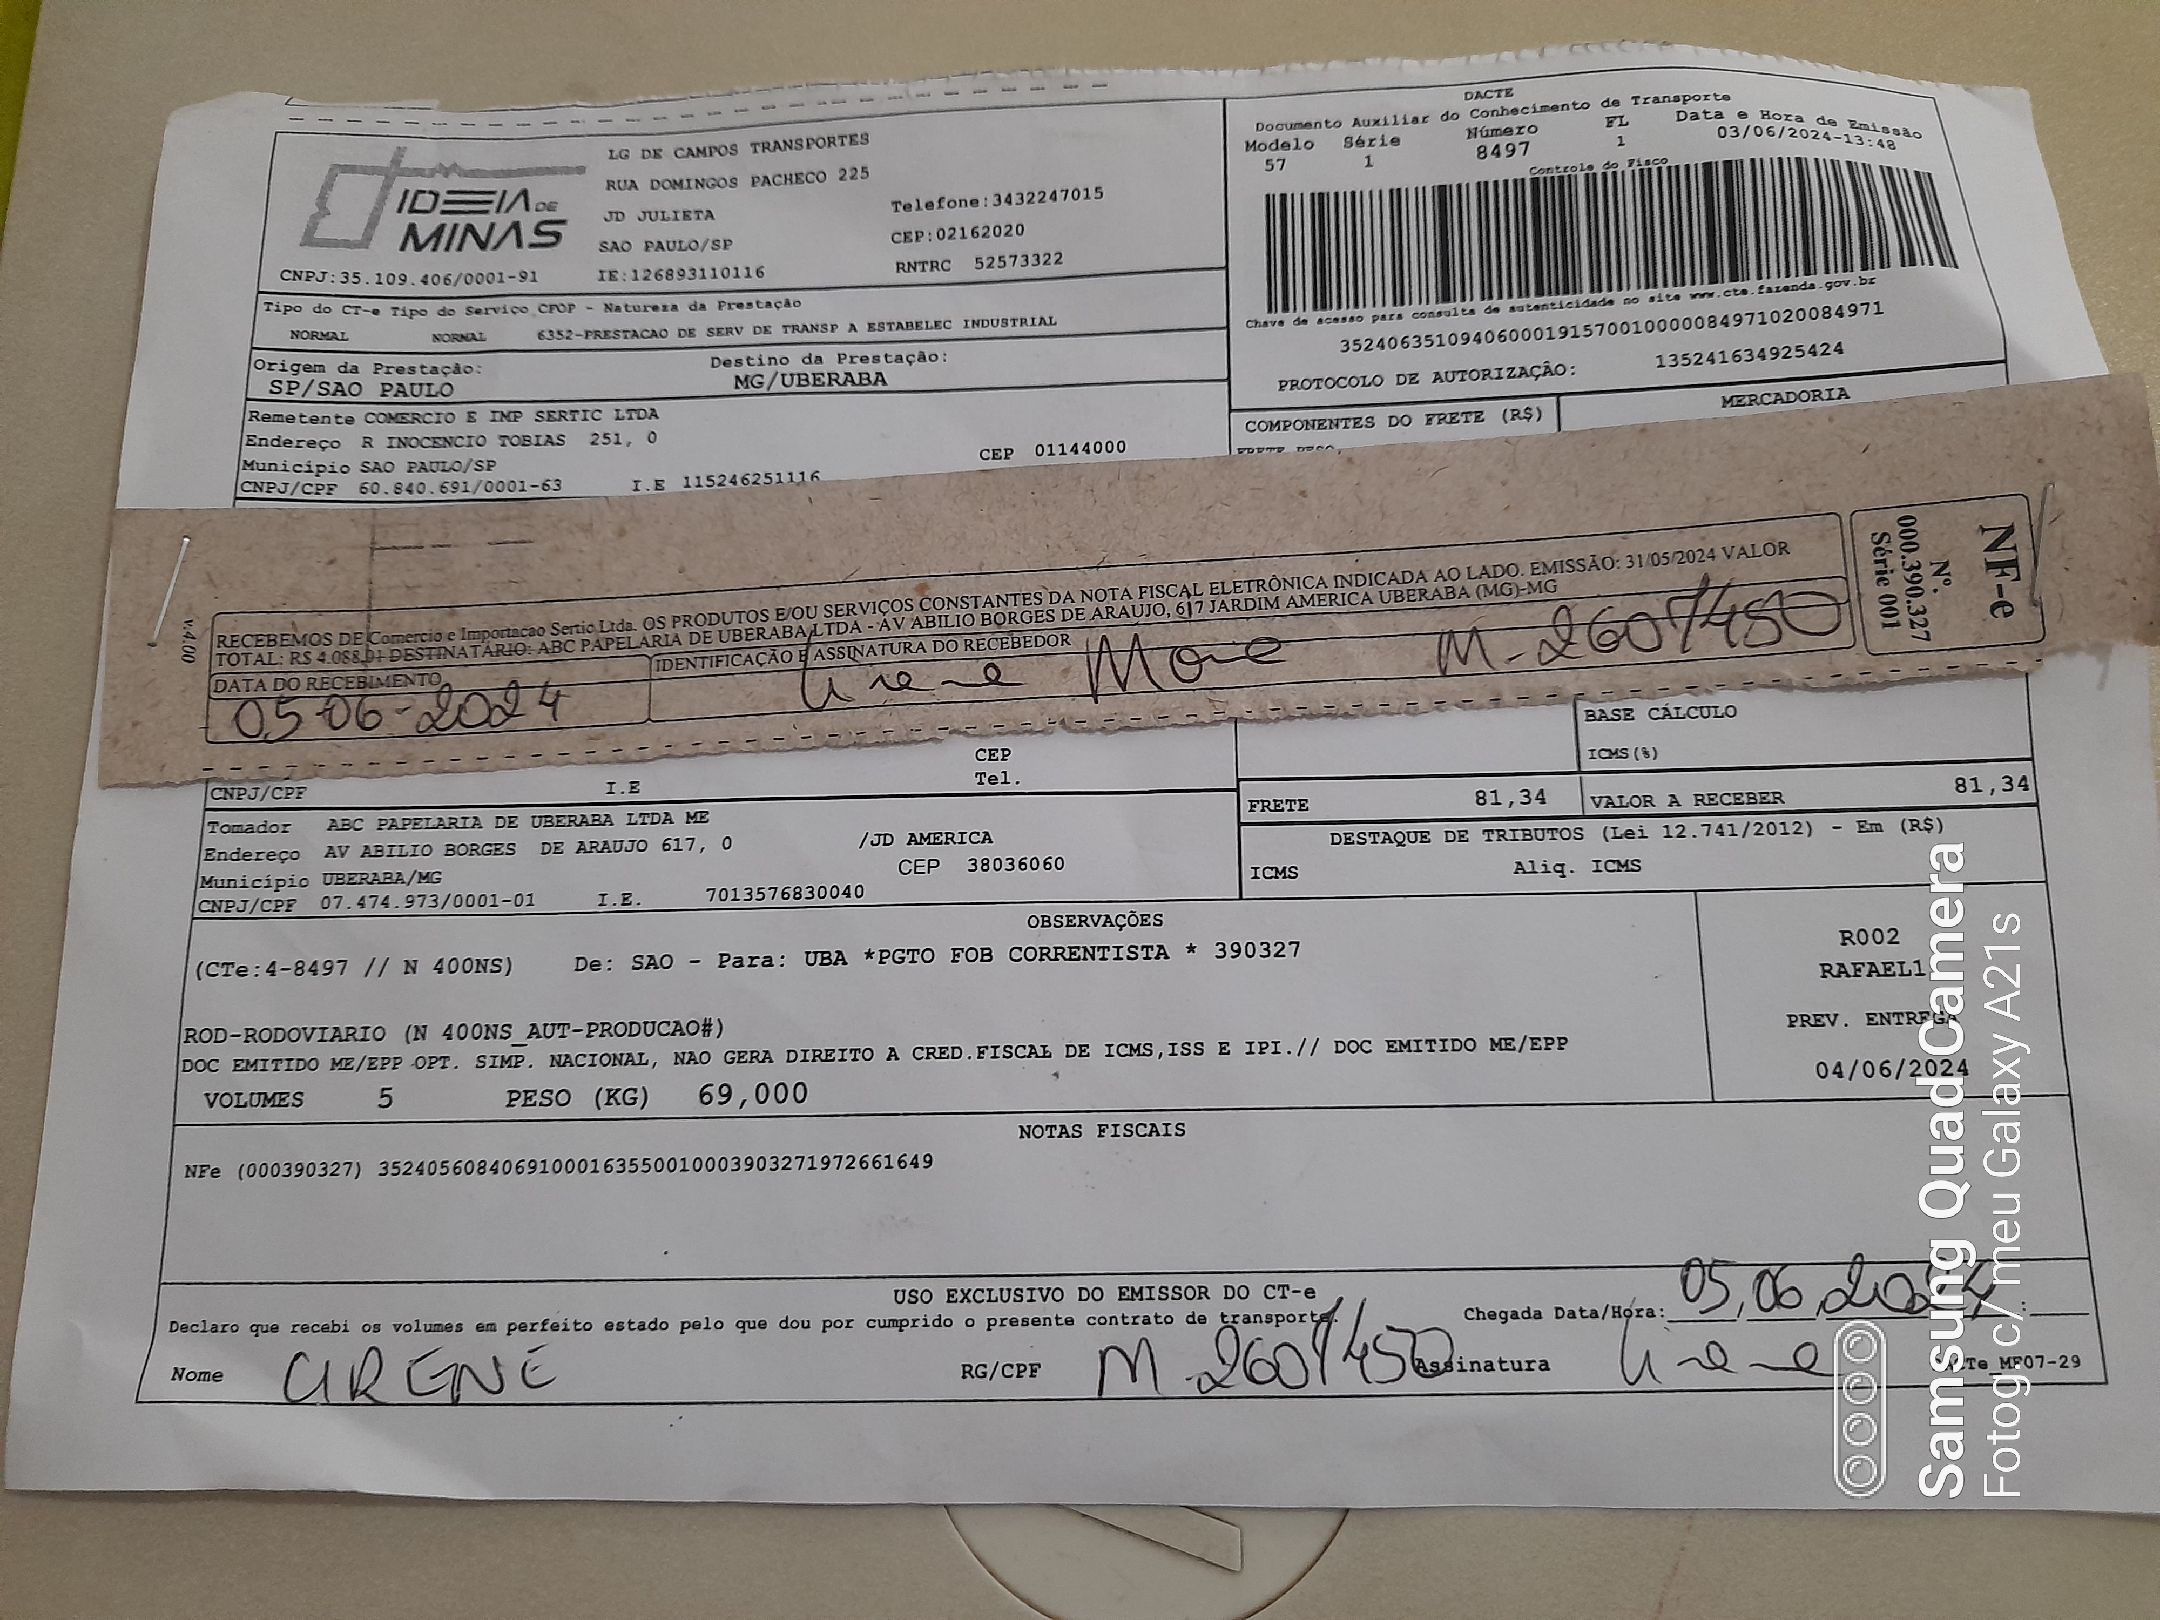 IDEIA DE MINAS
LG DE CAMPOS TRANSPORTES
RUA DOMINGOS PACHECO 225
JD JULIETA
Telefone:3432247015
SAO PAULO/SP
CEP:02162020
CNPJ:35.109.406/0001-91 IE:126893110116 RNTRC 52573322
DACTE
Documento Auxiliar do Conhecimento de Transporte
Modelo Série Número FL Data e Hora de Emissão
57 1 8497 1 03/06/2024-13:48
Controle do Fisco
Chave de acesso para consulta de autenticidade no site www.cte.fazenda.gov.br
35240635109406000191570010000084971020084971
PROTOCOLO DE AUTORIZAÇÃO: 135241634925424
Tipo do CT-e Tipo do Serviço CFOP - Natureza da Prestação
NORMAL NORMAL 6352-PRESTACAO DE SERV DE TRANSP A ESTABELEC INDUSTRIAL
Origem da Prestação: Destino da Prestação:
SP/SAO PAULO MG/UBERABA
Remetente COMERCIO E IMP SERTIC LTDA
Endereço R INOCENCIO TOBIAS 251, 0
Município SAO PAULO/SP CEP 01144000
CNPJ/CPF 60.840.691/0001-63 I.E 115246251116
COMPONENTES DO FRETE (R$) MERCADORIA
FRETE PESO
RECEBEMOS DE Comercio e Importacao Sertic Ltda. OS PRODUTOS E/OU SERVIÇOS CONSTANTES DA NOTA FISCAL ELETRÔNICA INDICADA AO LADO. EMISSÃO: 31/05/2024 VALOR
TOTAL: R$ 4.088,01 DESTINATÁRIO: ABC PAPELARIA DE UBERABA LTDA - AV ABILIO BORGES DE ARAUJO, 617 JARDIM AMERICA UBERABA (MG)-MG
DATA DO RECEBIMENTO IDENTIFICAÇÃO E ASSINATURA DO RECEBEDOR
05-06-2024 M-2601450
NF-e
Nº.
000.390.327
Série 001
v.4.00
BASE CÁLCULO
ICMS(%)
CEP
Tel.
CNPJ/CPF I.E
FRETE 81,34 VALOR A RECEBER 81,34
Tomador ABC PAPELARIA DE UBERABA LTDA ME
Endereço AV ABILIO BORGES DE ARAUJO 617, 0 /JD AMERICA
Município UBERABA/MG CEP 38036060
CNPJ/CPF 07.474.973/0001-01 I.E. 7013576830040
DESTAQUE DE TRIBUTOS (Lei 12.741/2012) - Em (R$)
ICMS Aliq. ICMS
OBSERVAÇÕES
(CTe:4-8497 // N 400NS) De: SAO - Para: UBA *PGTO FOB CORRENTISTA * 390327
ROD-RODOVIARIO (N 400NS_AUT-PRODUCAO#)
DOC EMITIDO ME/EPP OPT. SIMP. NACIONAL, NAO GERA DIREITO A CRED.FISCAL DE ICMS,ISS E IPI.// DOC EMITIDO ME/EPP
VOLUMES 5 PESO (KG) 69,000
R002
RAFAEL1
PREV. ENTREGA
04/06/2024
NOTAS FISCAIS
NFe (000390327) 35240560840691000163550010003903271972661649
USO EXCLUSIVO DO EMISSOR DO CT-e
Declaro que recebi os volumes em perfeito estado pelo que dou por cumprido o presente contrato de transporte. Chegada Data/Hora: 05,06,2024
Nome CIRENE RG/CPF M-2601450 Assinatura Cirene MF07-29
Samsung Quad Camera
Fotog. c/ meu Galaxy A21s